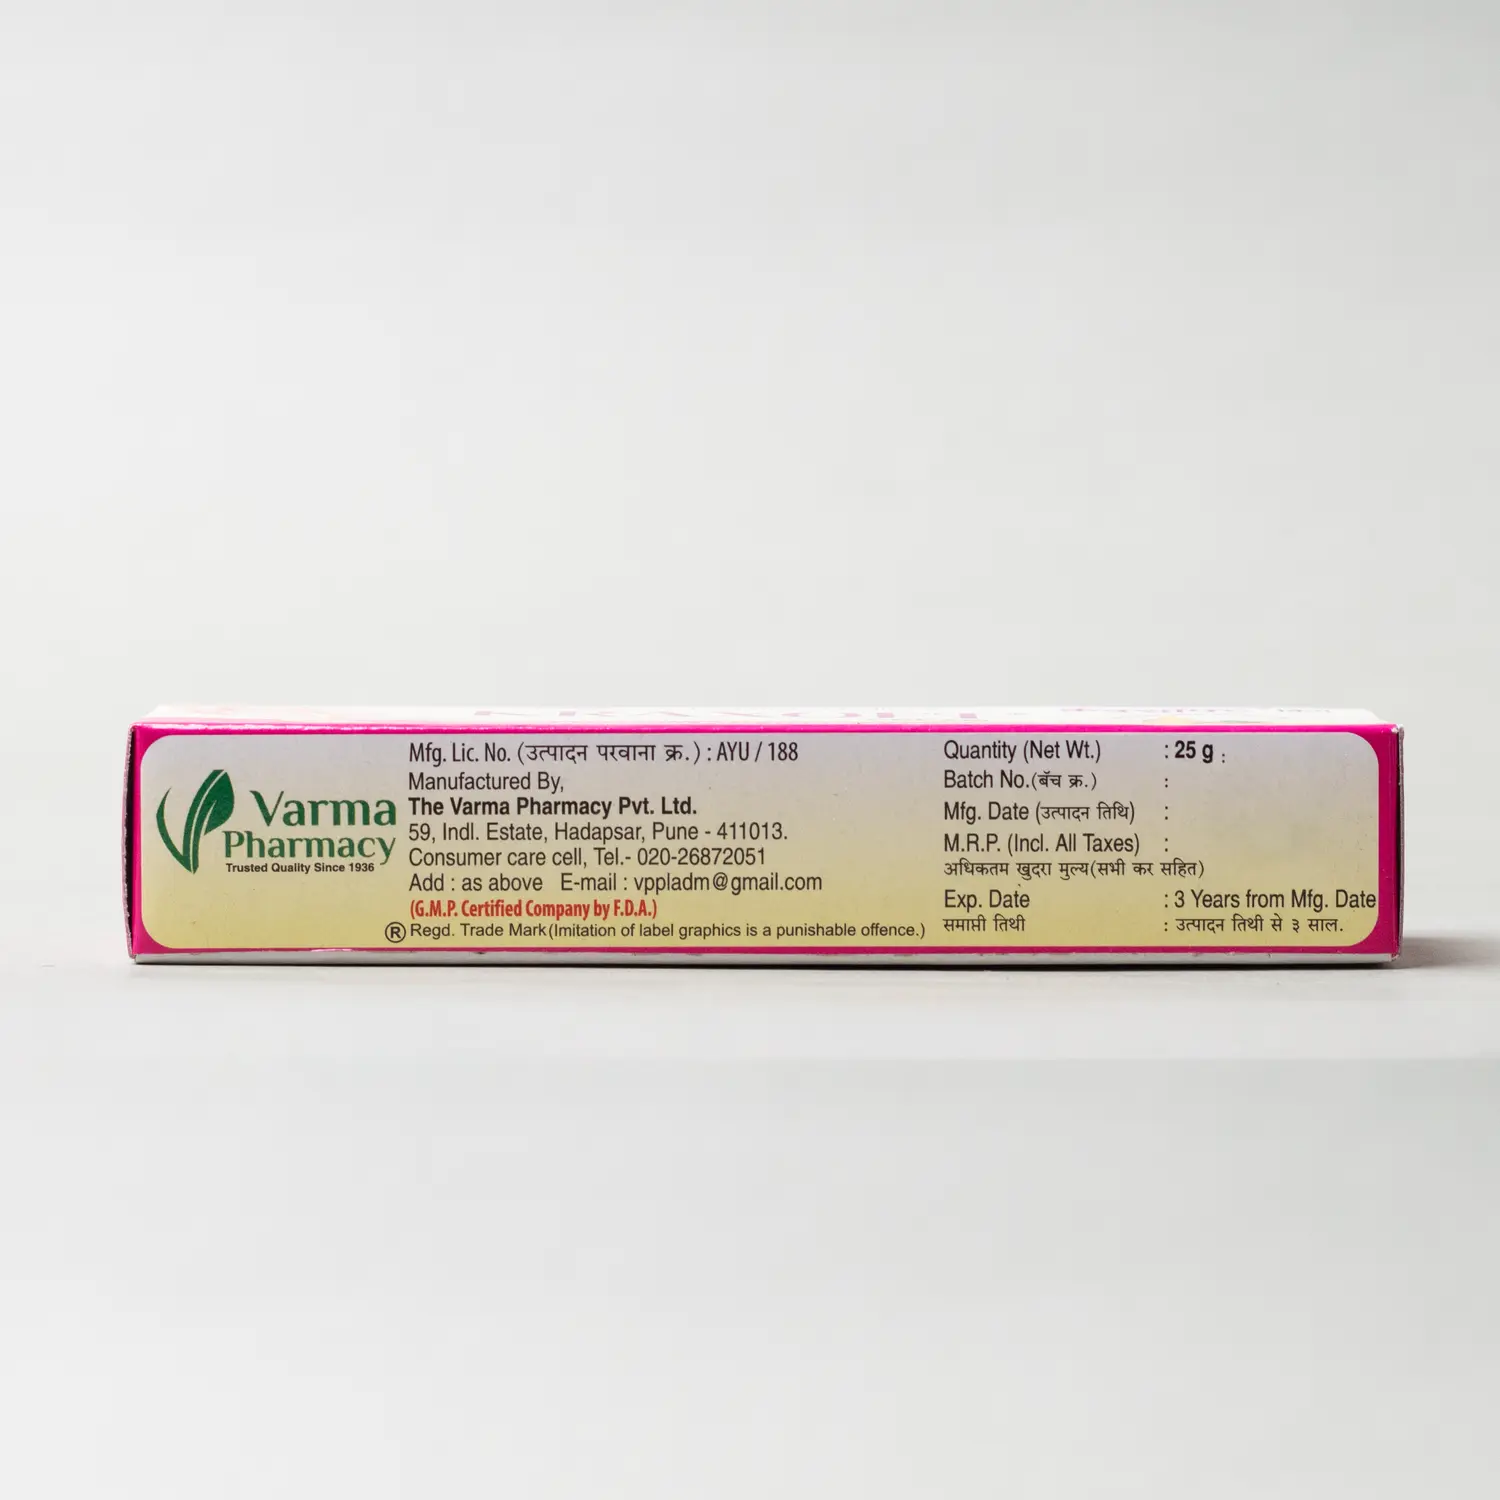 Varma
Pharmacy
Trusted Quality Since 1936
Mfg. Lic. No. (उत्पादन परवाना क्र.) : AYU / 188
Manufactured By,
The Varma Pharmacy Pvt. Ltd.
59, Indl. Estate, Hadapsar, Pune - 411013.
Consumer care cell, Tel.- 020-26872051
Add : as above E-mail : vppladm@gmail.com
(G.M.P. Certified Company by F.D.A.)
® Regd. Trade Mark (Imitation of label graphics is a punishable offence.)
Quantity (Net Wt.) : 25 g :
Batch No.(बॅच क्र.) :
Mfg. Date (उत्पादन तिथि) :
M.R.P. (Incl. All Taxes) :
अधिकतम खुदरा मुल्य(सभी कर सहित)
Exp. Date : 3 Years from Mfg. Date
समाप्ती तिथी : उत्पादन तिथी से ३ साल.